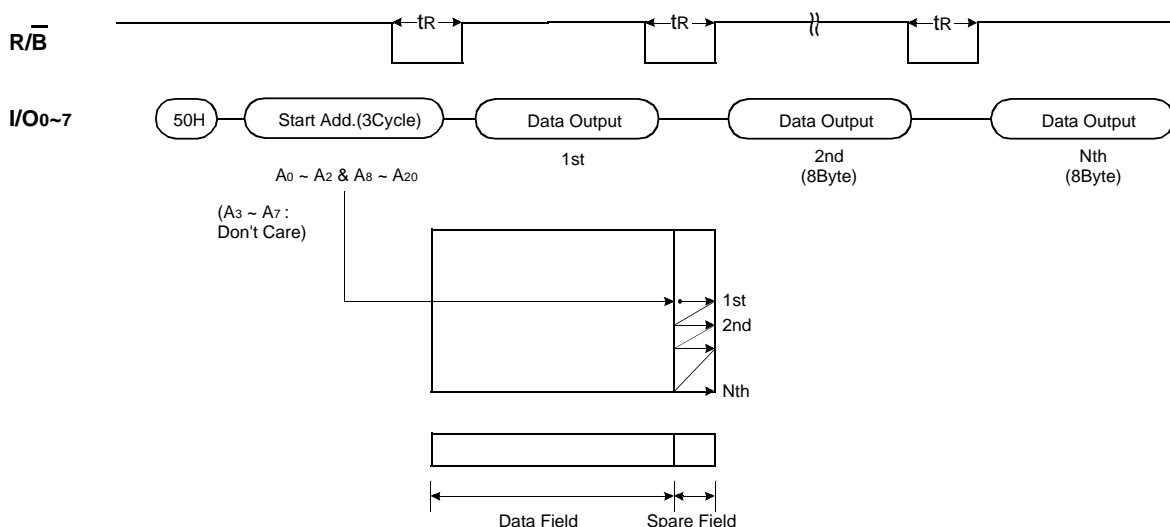 tR tR tR
R/B
I/O0~7 50H Start Add.(3Cycle) Data Output Data Output Data Output
1st 2nd Nth
(8Byte) (8Byte)
A0 ~ A2 & A8 ~ A20
(A3 ~ A7 :
Don't Care)
1st
2nd
Nth
Data Field Spare Field